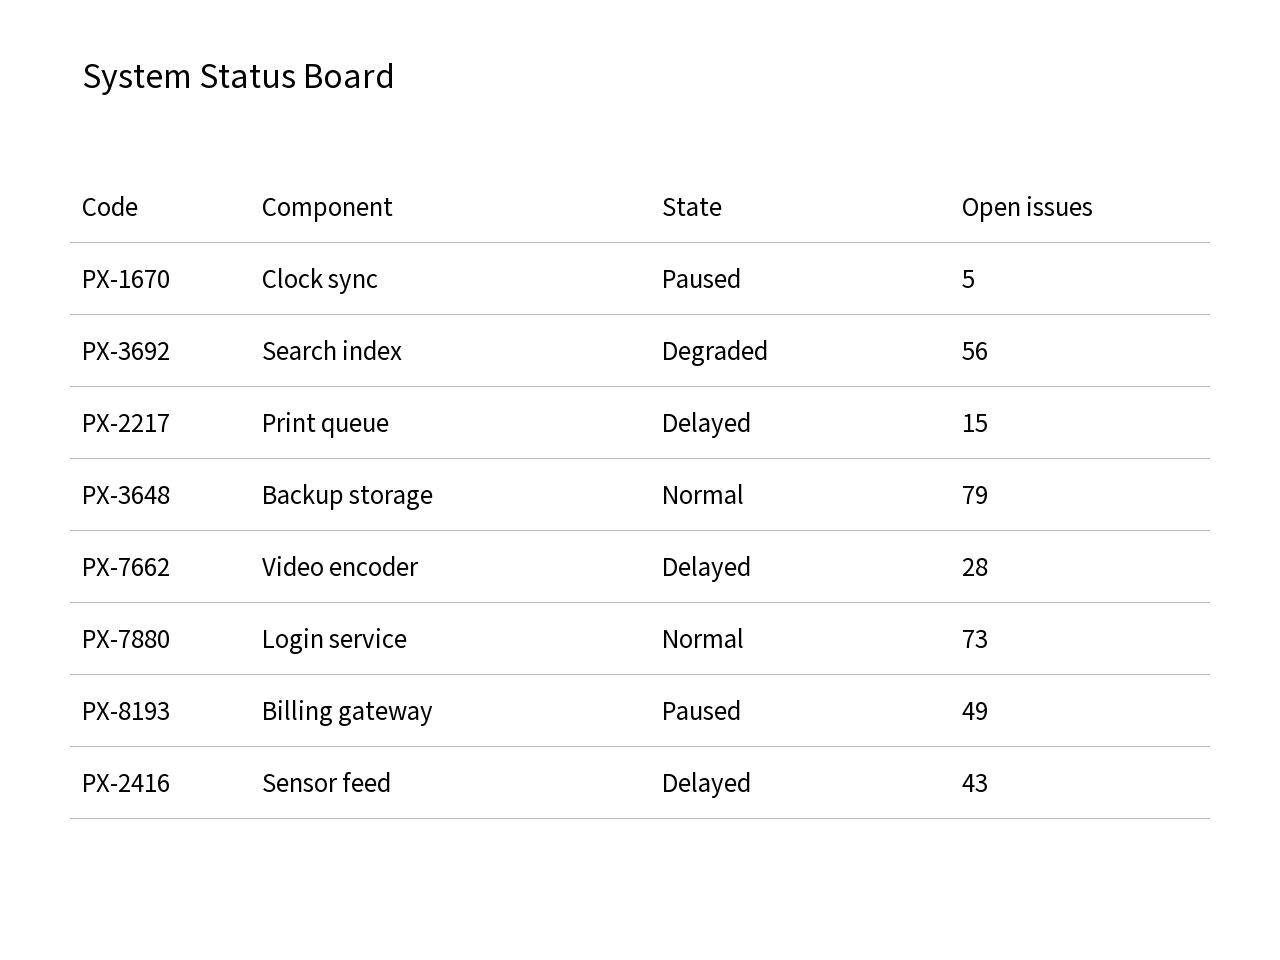 System Status Board
Code Component State Open issues
PX-1670 Clock sync Paused 5
PX-3692 Search index Degraded 56
PX-2217 Print queue Delayed 15
PX-3648 Backup storage Normal 79
PX-7662 Video encoder Delayed 28
PX-7880 Login service Normal 73
PX-8193 Billing gateway Paused 49
PX-2416 Sensor feed Delayed 43